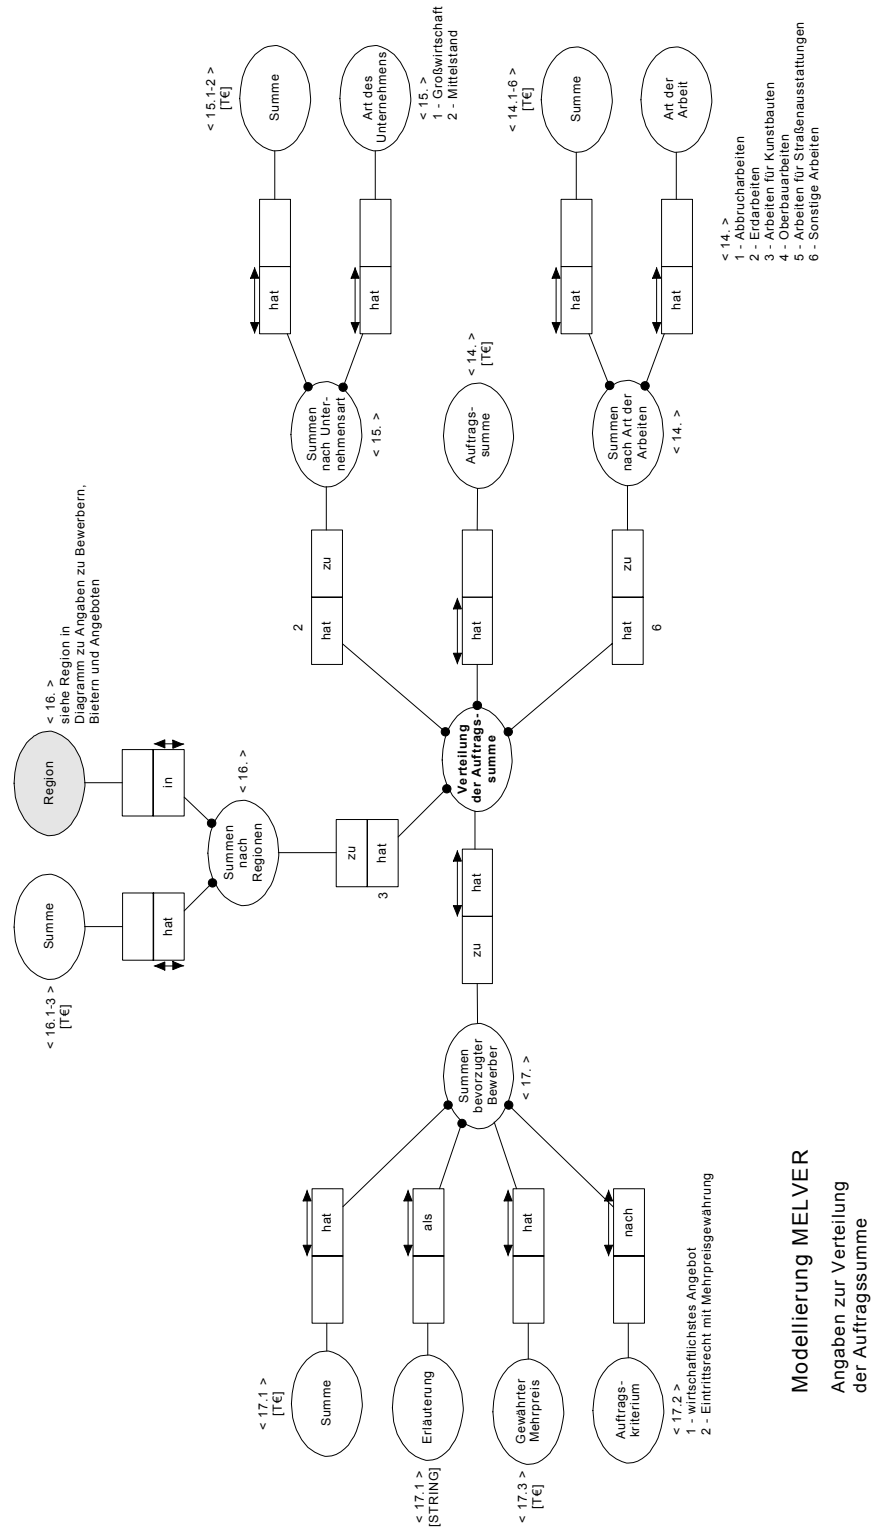 < 16.1-3 >
[T€]
Summe
hat
Region
< 16. >
siehe Region in
Diagramm zu Angaben zu Bewerbern,
Bietern und Angeboten
in
Summen
nach
Regionen
< 16. >
zu
hat
3
< 15.1-2 >
[T€]
Summe
hat
Art des
Unternehmens
< 15. >
1 - Großwirtschaft
2 - Mittelstand
hat
Summen
nach Unter-
nehmensart
< 15. >
2
hat
zu
Verteilung
der Auftrags-
summe
hat
Auftrags-
summe
< 14. >
[T€]
6
hat
zu
Summen
nach Art der
Arbeiten
< 14. >
hat
Summe
< 14.1-6 >
[T€]
hat
Art der
Arbeit
< 14. >
1 - Abbrucharbeiten
2 - Erdarbeiten
3 - Arbeiten für Kunstbauten
4 - Oberbauarbeiten
5 - Arbeiten für Straßenausstattungen
6 - Sonstige Arbeiten
zu
hat
Summen
bevorzugter
Bewerber
< 17. >
< 17.1 >
[T€]
Summe
hat
< 17.1 >
[STRING]
Erläuterung
als
< 17.3 >
[T€]
Gewährter
Mehrpreis
hat
Auftrags-
kriterium
nach
< 17.2 >
1 - wirtschaftlichstes Angebot
2 - Eintrittsrecht mit Mehrpreisgewährung
Modellierung MELVER
Angaben zur Verteilung
der Auftragssumme